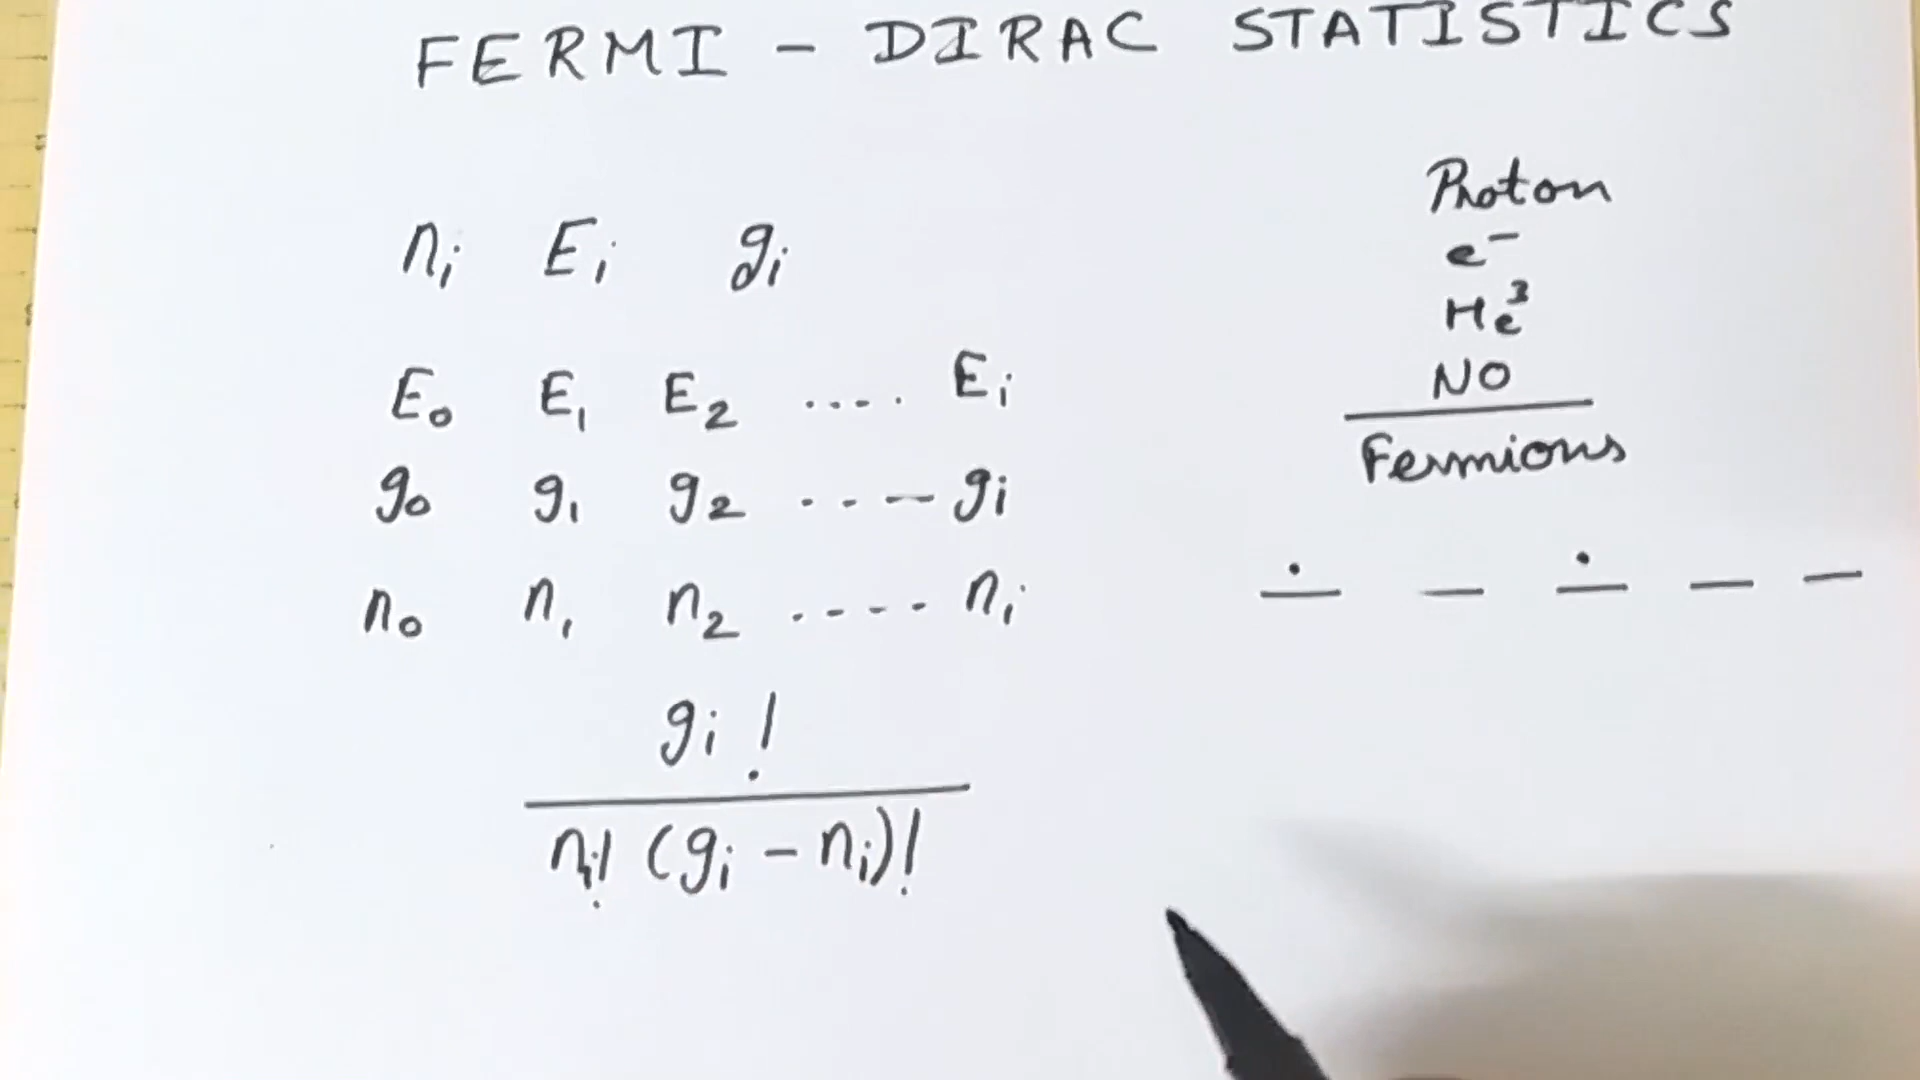 FERMI - DIRAC STATISTICS
nᵢ Eᵢ gᵢ
E₀ E₁ E₂ .... Eᵢ
g₀ g₁ g₂ ..-- gᵢ
n₀ n₁ n₂ ..... nᵢ
gᵢ !
nᵢ! (gᵢ - nᵢ)!
Proton
e⁻
He³
NO
Fermions